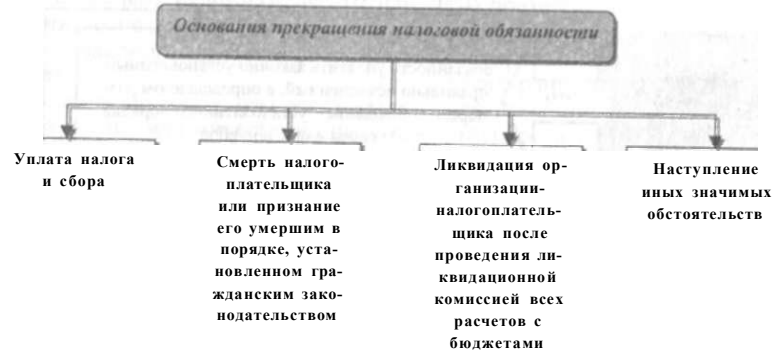 Основания прекращения налоговой обязанности
Уплата налога
и сбора
Смерть налого-
плательщика
или признание
его умершим в
порядке, уста-
новленном гра-
жданским зако-
нодательством
Ликвидация ор-
ганизации-
налогоплатель-
щика после
проведения ли-
квидационной
комиссией всех
расчетов с
бюджетами
Наступление
иных значимых
обстоятельств